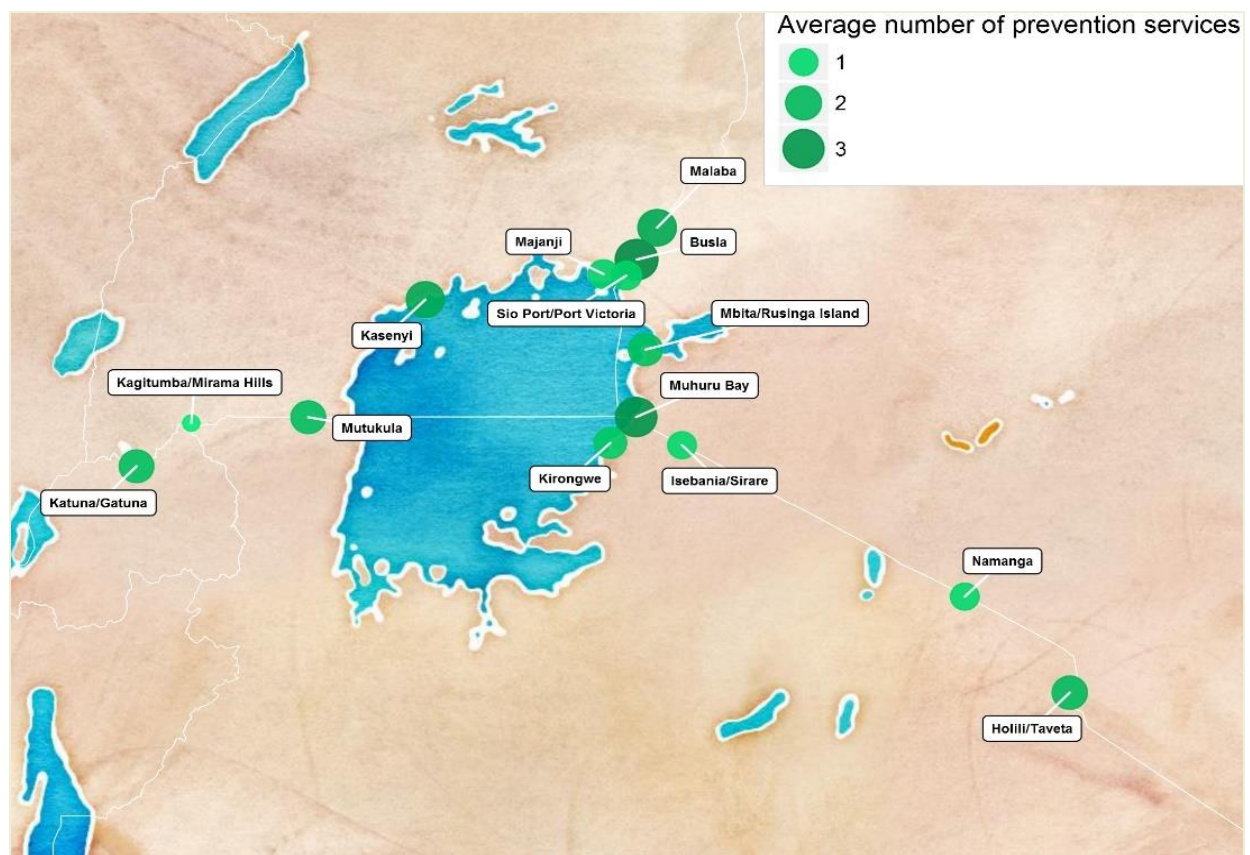 Average number of prevention services
1
2
3
Malaba
Majanji
Busia
Sio Port/Port Victoria
Mbita/Rusinga Island
Kasenyi
Kagitumba/Mirama Hills
Muhuru Bay
Mutukula
Kirongwe
Isebania/Sirare
Katuna/Gatuna
Namanga
Holili/Taveta